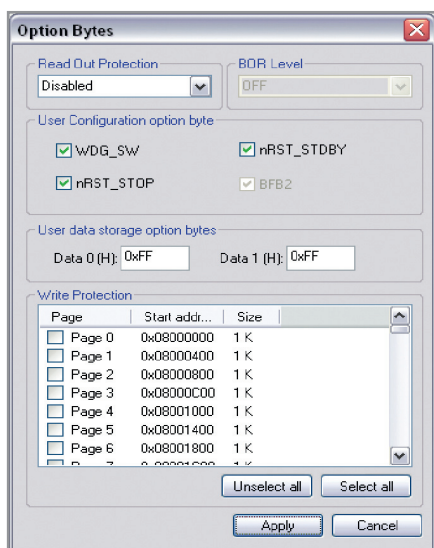 Option Bytes
Read Out Protection
BOR Level
Disabled
OFF
User Configuration option byte
WDG_SW
nRST_STDBY
nRST_STOP
BFB2
User data storage option bytes
Data 0 (H): 0xFF Data 1 (H): 0xFF
Write Protection
Page Start addr... Size
Page 0 0x08000000 1 K
Page 1 0x08000400 1 K
Page 2 0x08000800 1 K
Page 3 0x08000C00 1 K
Page 4 0x08001000 1 K
Page 5 0x08001400 1 K
Page 6 0x08001800 1 K
Unselect all Select all
Apply Cancel